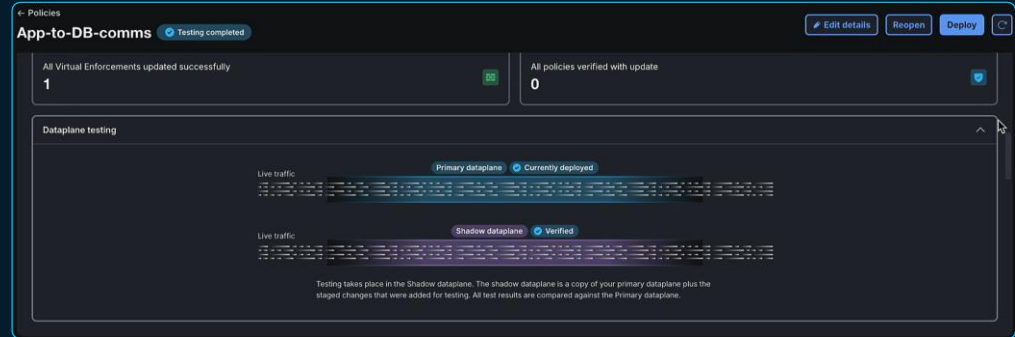 ← Policies
App-to-DB-comms Testing completed Edit details Reopen Deploy
All Virtual Enforcements updated successfully
1
All policies verified with update
0
Dataplane testing
Primary dataplane Currently deployed
Live traffic
Shadow dataplane Verified
Live traffic
Testing takes place in the Shadow dataplane. The shadow dataplane is a copy of your primary dataplane plus the
staged changes that were added for testing. All test results are compared against the Primary dataplane.